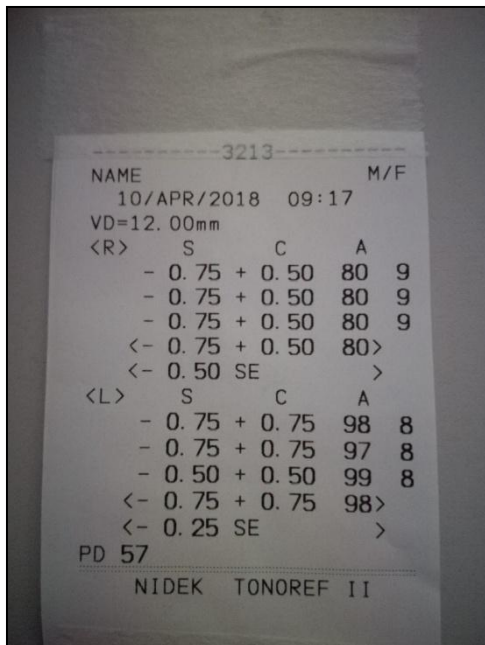 -----------3213-----------
NAME M/F
10/APR/2018 09:17
VD=12.00mm
<R> S C A
- 0.75 + 0.50 80 9
- 0.75 + 0.50 80 9
- 0.75 + 0.50 80 9
<- 0.75 + 0.50 80>
<- 0.50 SE >
<L> S C A
- 0.75 + 0.75 98 8
- 0.75 + 0.75 97 8
- 0.50 + 0.50 99 8
<- 0.75 + 0.75 98>
<- 0.25 SE >
PD 57
NIDEK TONOREF II